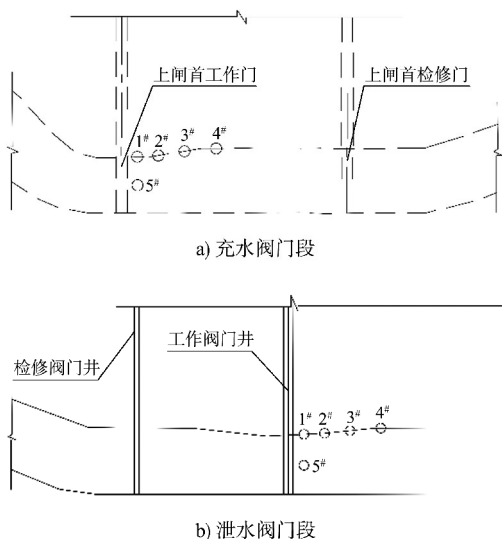 上闸首工作门 上闸首检修门
1# 2# 3# 4#
5#
a) 充水阀门段
检修阀门井 工作阀门井
1# 2# 3# 4#
5#
b) 泄水阀门段